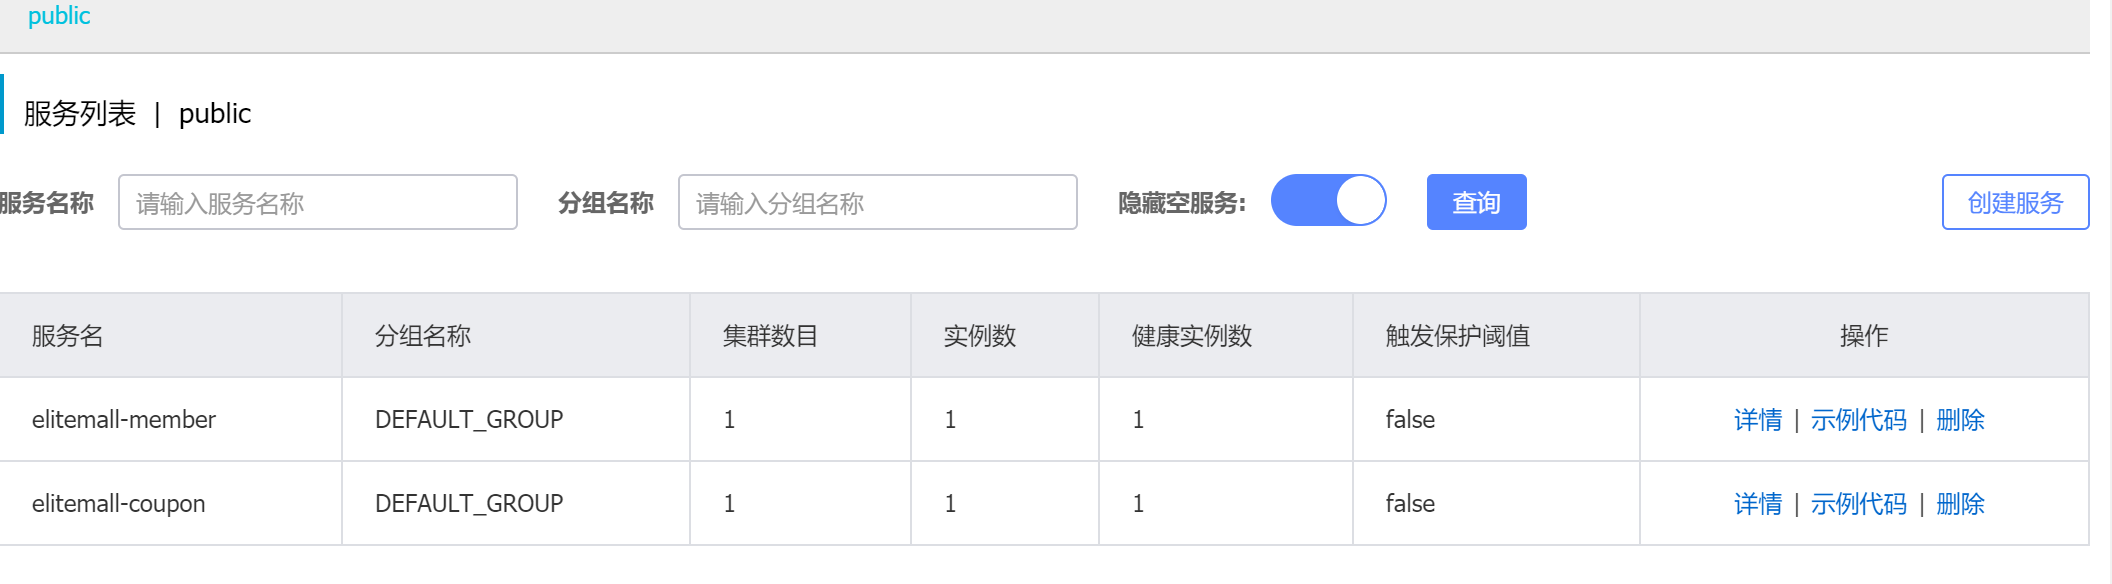 public
服务列表 | public
服务名称 请输入服务名称 分组名称 请输入分组名称 隐藏空服务: 查询 创建服务
服务名 分组名称 集群数目 实例数 健康实例数 触发保护阈值 操作
elitemall-member DEFAULT_GROUP 1 1 1 false 详情 | 示例代码 | 删除
elitemall-coupon DEFAULT_GROUP 1 1 1 false 详情 | 示例代码 | 删除